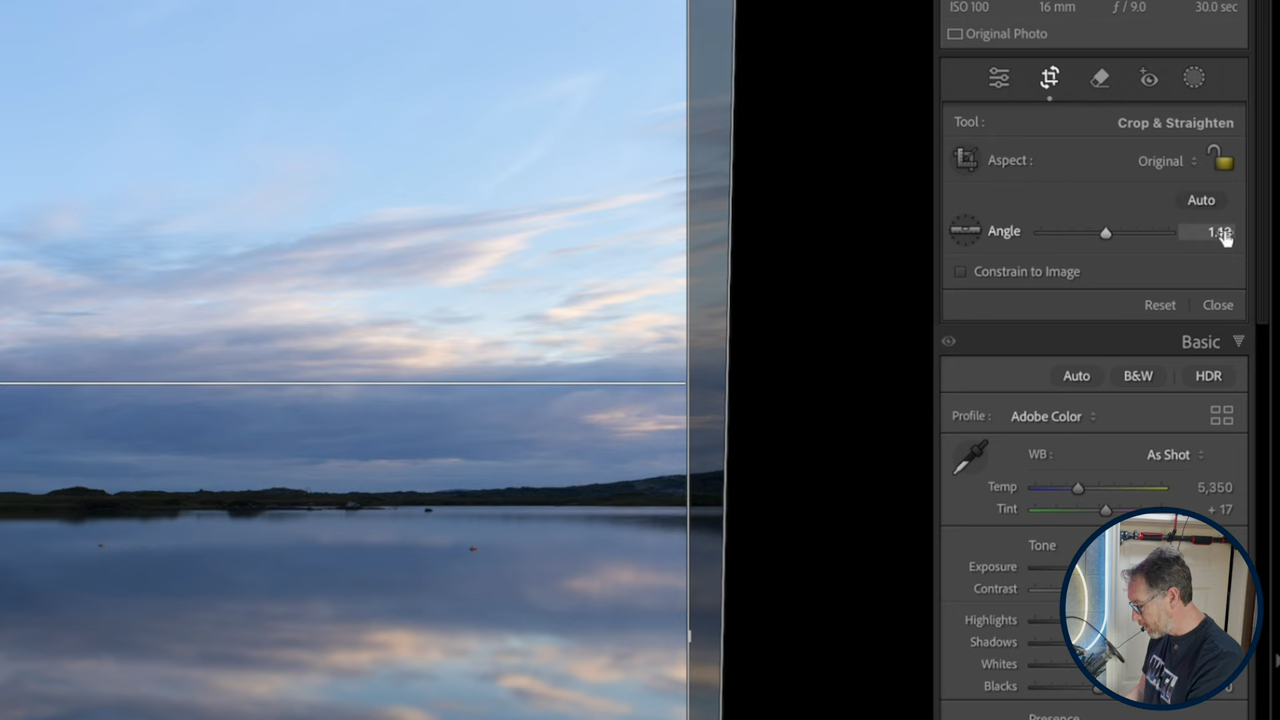 ISO 100 16 mm ƒ / 9.0 30.0 sec
Original Photo
Tool : Crop & Straighten
Aspect : Original
Auto
Angle
Constrain to Image
Reset Close
Basic
Auto B&W HDR
Profile : Adobe Color
WB : As Shot
Temp 5,350
Tint + 17
Tone
Exposure
Contrast
Highlights
Shadows
Whites
Blacks
Presence